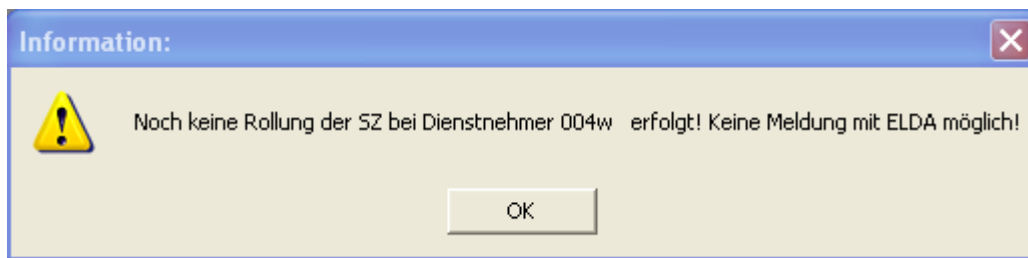 Information:
Noch keine Rollung der SZ bei Dienstnehmer 004w   erfolgt! Keine Meldung mit ELDA möglich!
OK